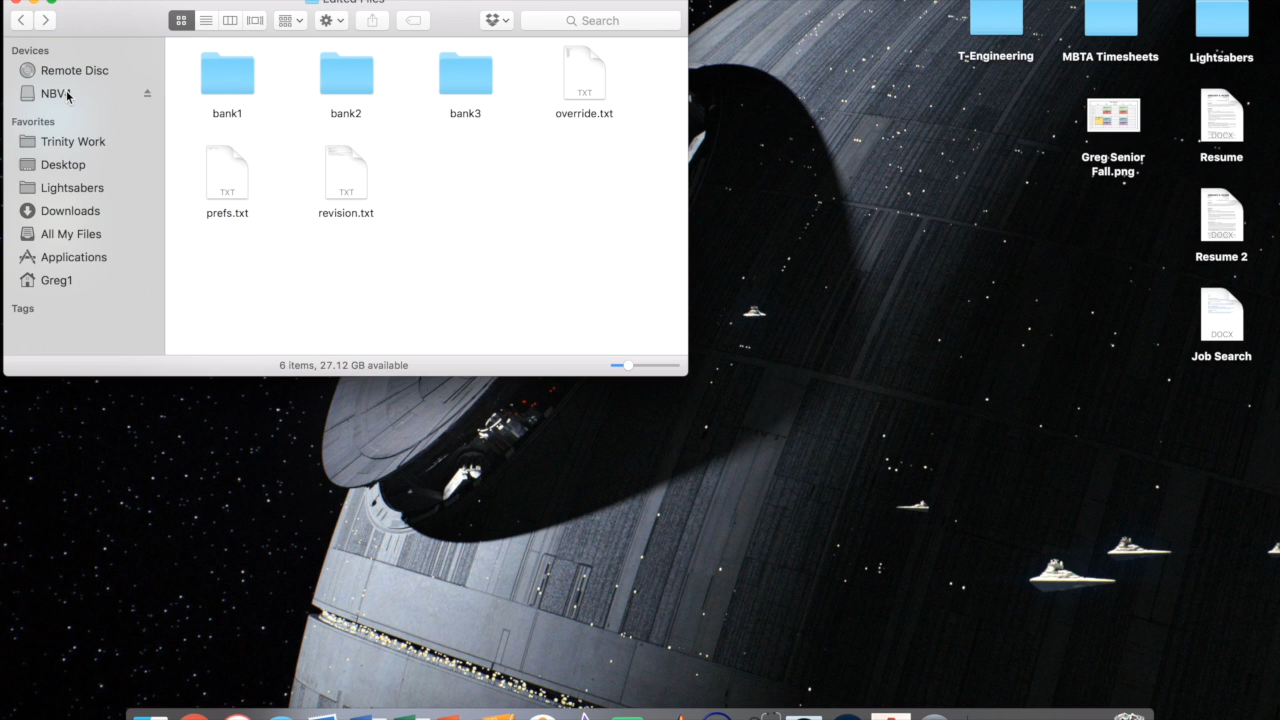 Edited Files
Search
Devices
Remote Disc
Favorites
Trinity Work
Desktop
Lightsabers
Downloads
All My Files
Applications
Greg1
Tags
bank1
bank2
bank3
TXT
override.txt
TXT
prefs.txt
TXT
revision.txt
6 items, 27.12 GB available
T-Engineering
MBTA Timesheets
Lightsabers
Greg Senior
Fall.png
DOCX
Resume
DOCX
Resume 2
DOCX
Job Search